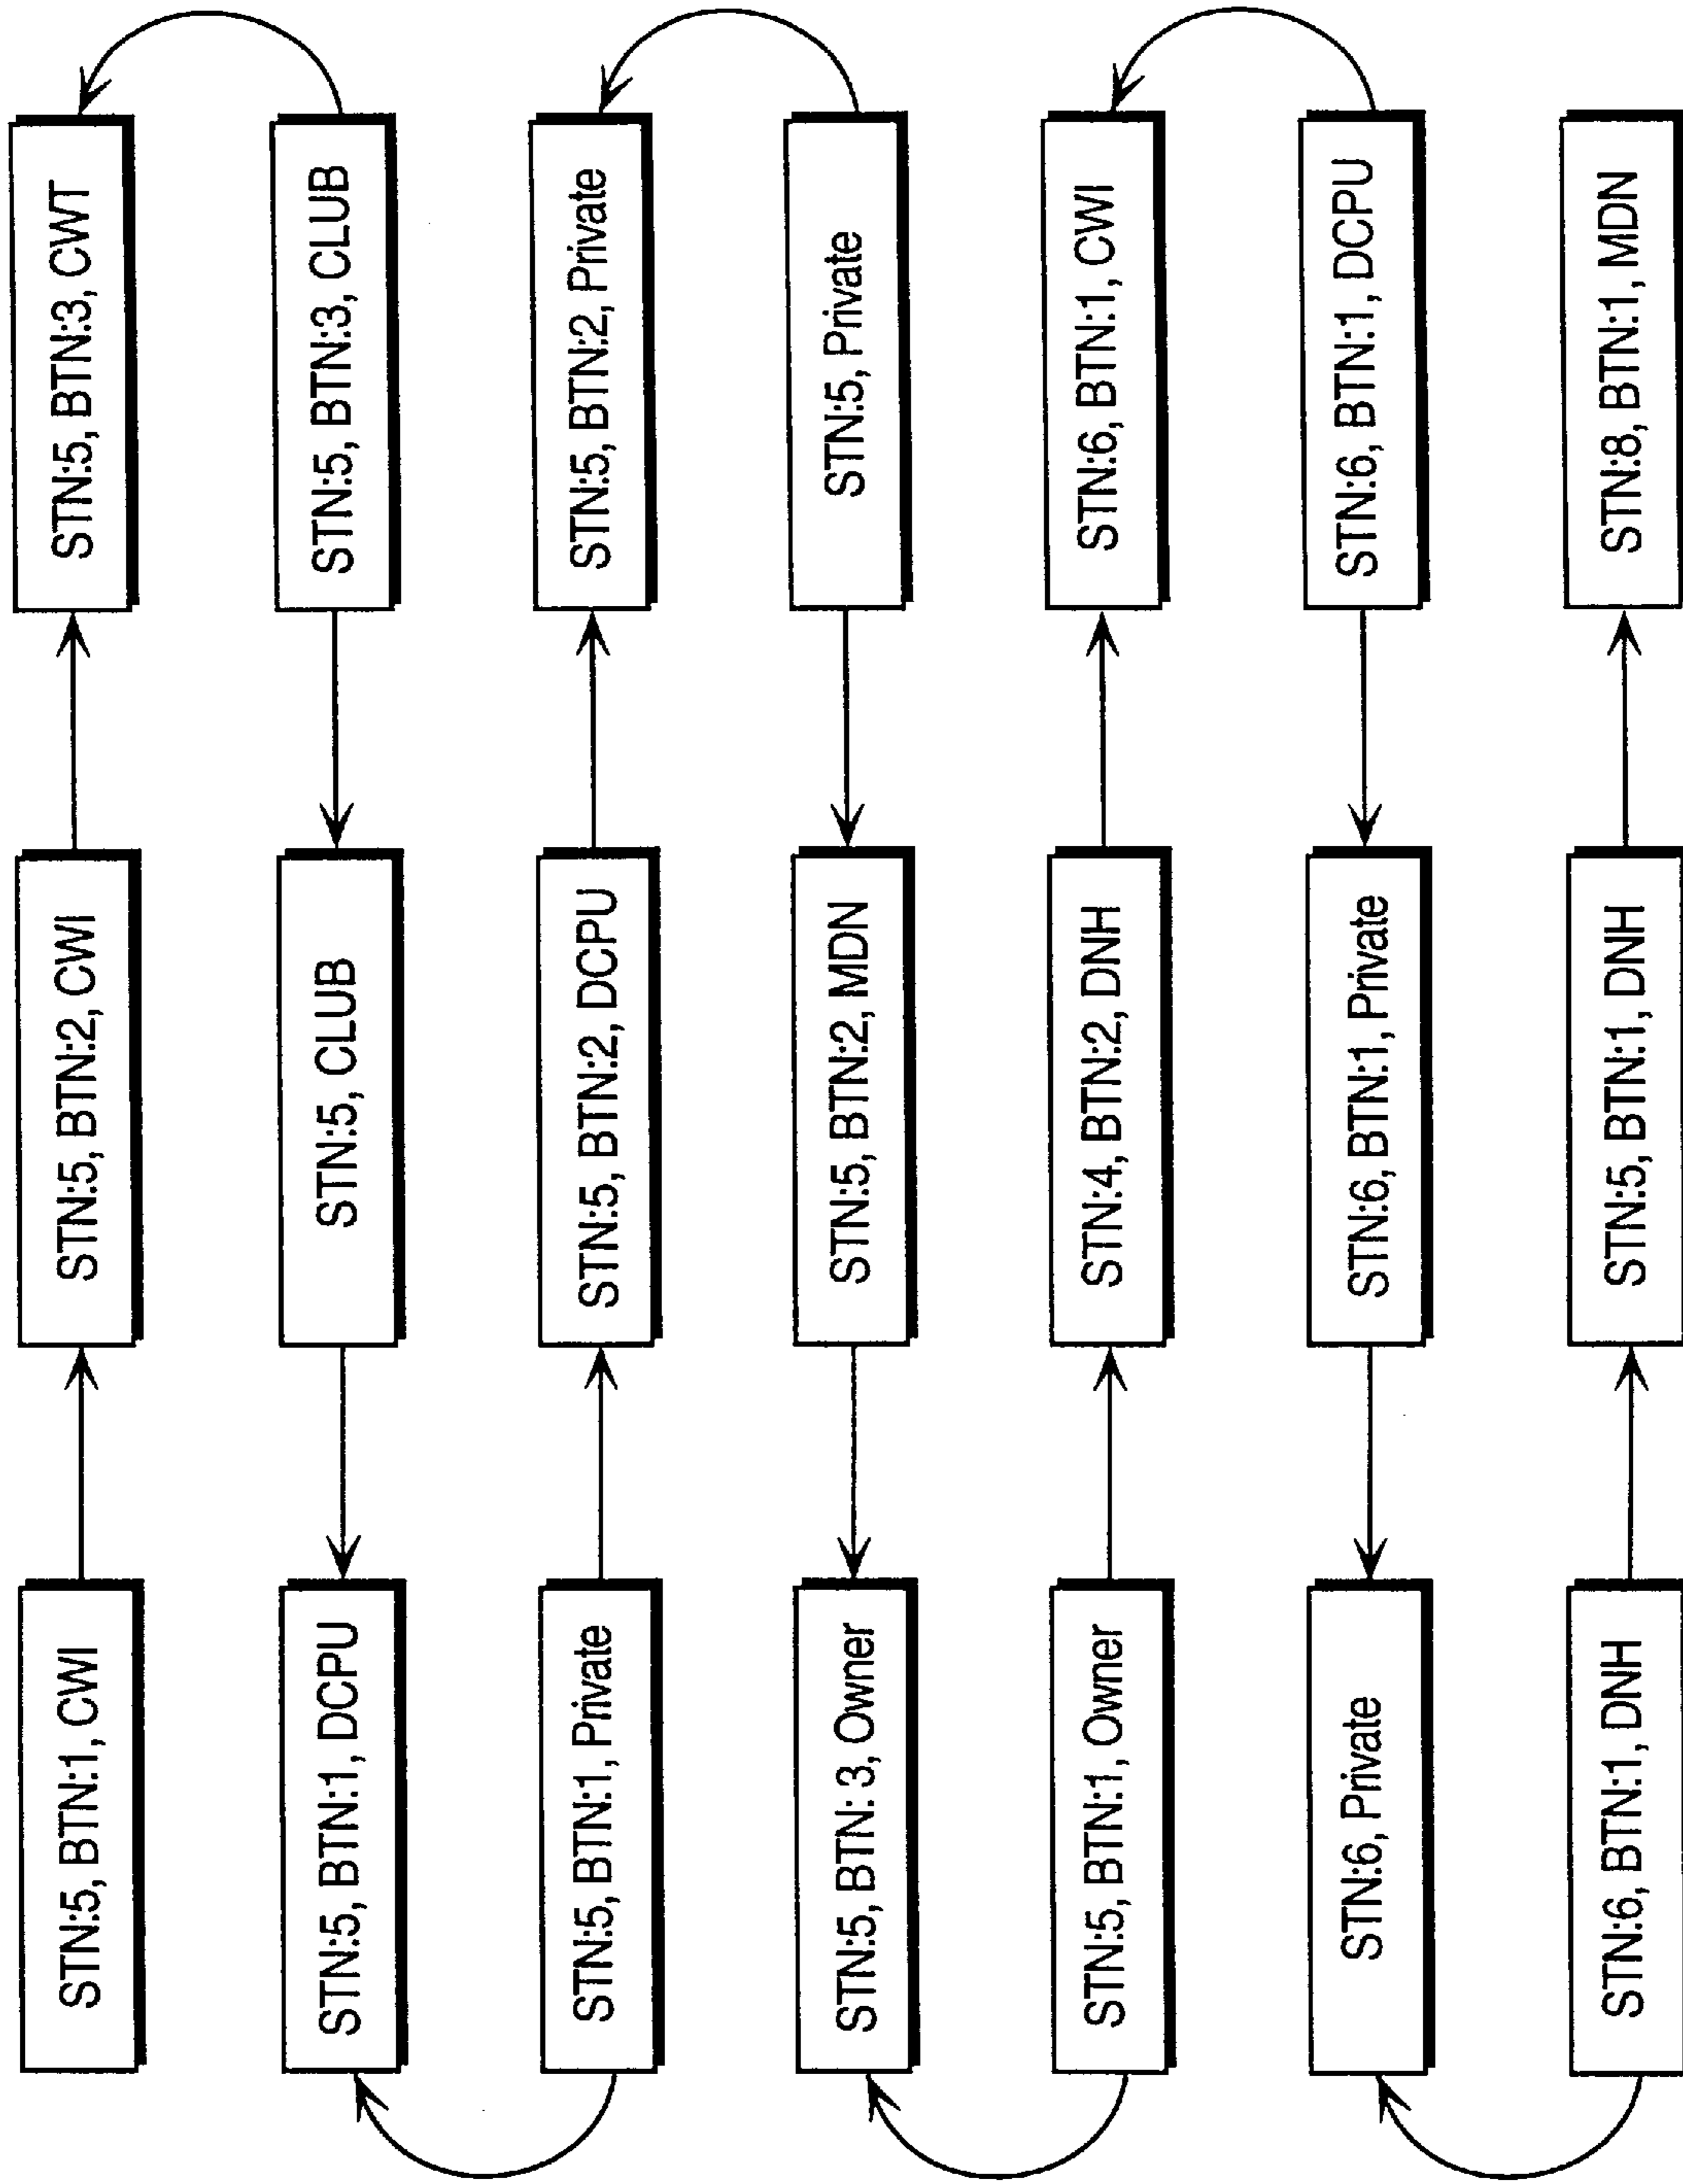 STN:5, BTN:1, CWI
STN:5, BTN:2, CWI
STN:5, BTN:3, CWT
STN:5, BTN:1, DCPU
STN:5, CLUB
STN:5, BTN:3, CLUB
STN:5, BTN:1, Private
STN:5, BTN:2, DCPU
STN:5, BTN:2, Private
STN:5, BTN: 3, Owner
STN:5, BTN:2, MDN
STN:5, Private
STN:5, BTN:1, Owner
STN:4, BTN:2, DNH
STN:6, BTN:1, CWI
STN:6, Private
STN:6, BTN:1, Private
STN:6, BTN:1, DCPU
STN:6, BTN:1, DNH
STN:5, BTN:1, DNH
STN:8, BTN:1, MDN